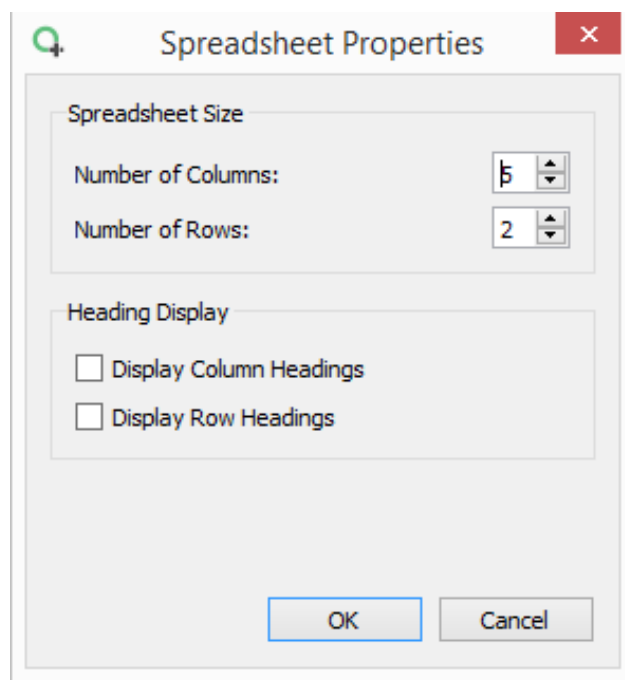 Spreadsheet Properties
Spreadsheet Size
Number of Columns: 5
Number of Rows: 2
Heading Display
Display Column Headings
Display Row Headings
OK Cancel